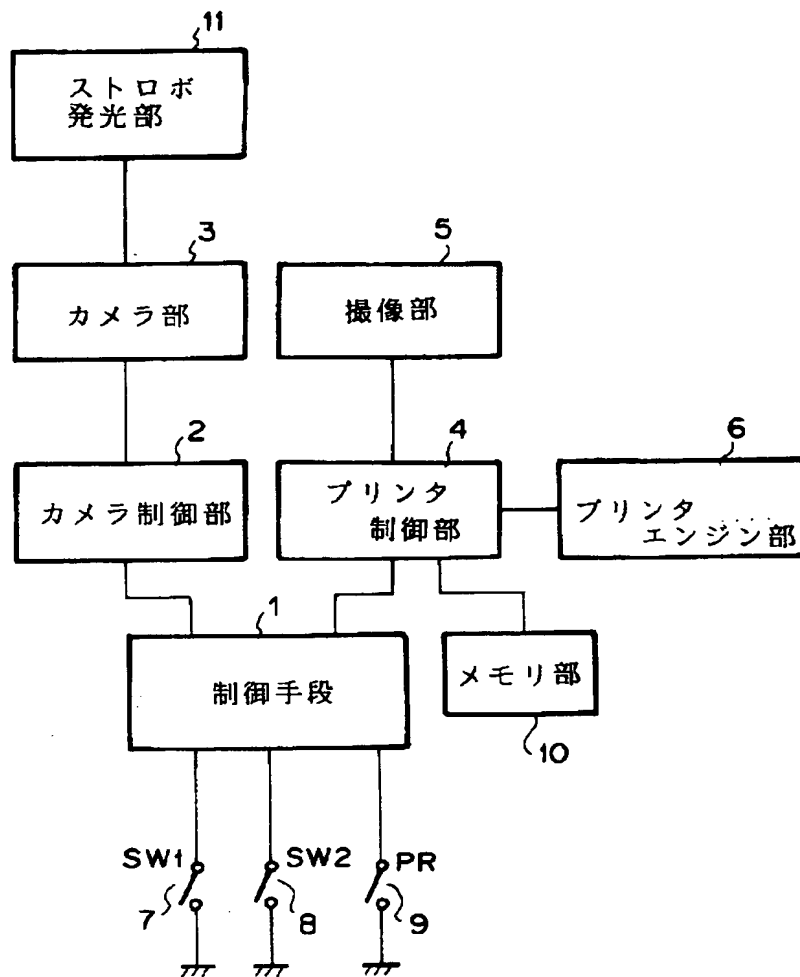 11
ストロボ
発光部
3
カメラ部
5
撮像部
2
カメラ制御部
4
プリンタ
制御部
6
プリンタ
エンジン部
1
制御手段
メモリ部
10
SW1
7
SW2
8
PR
9